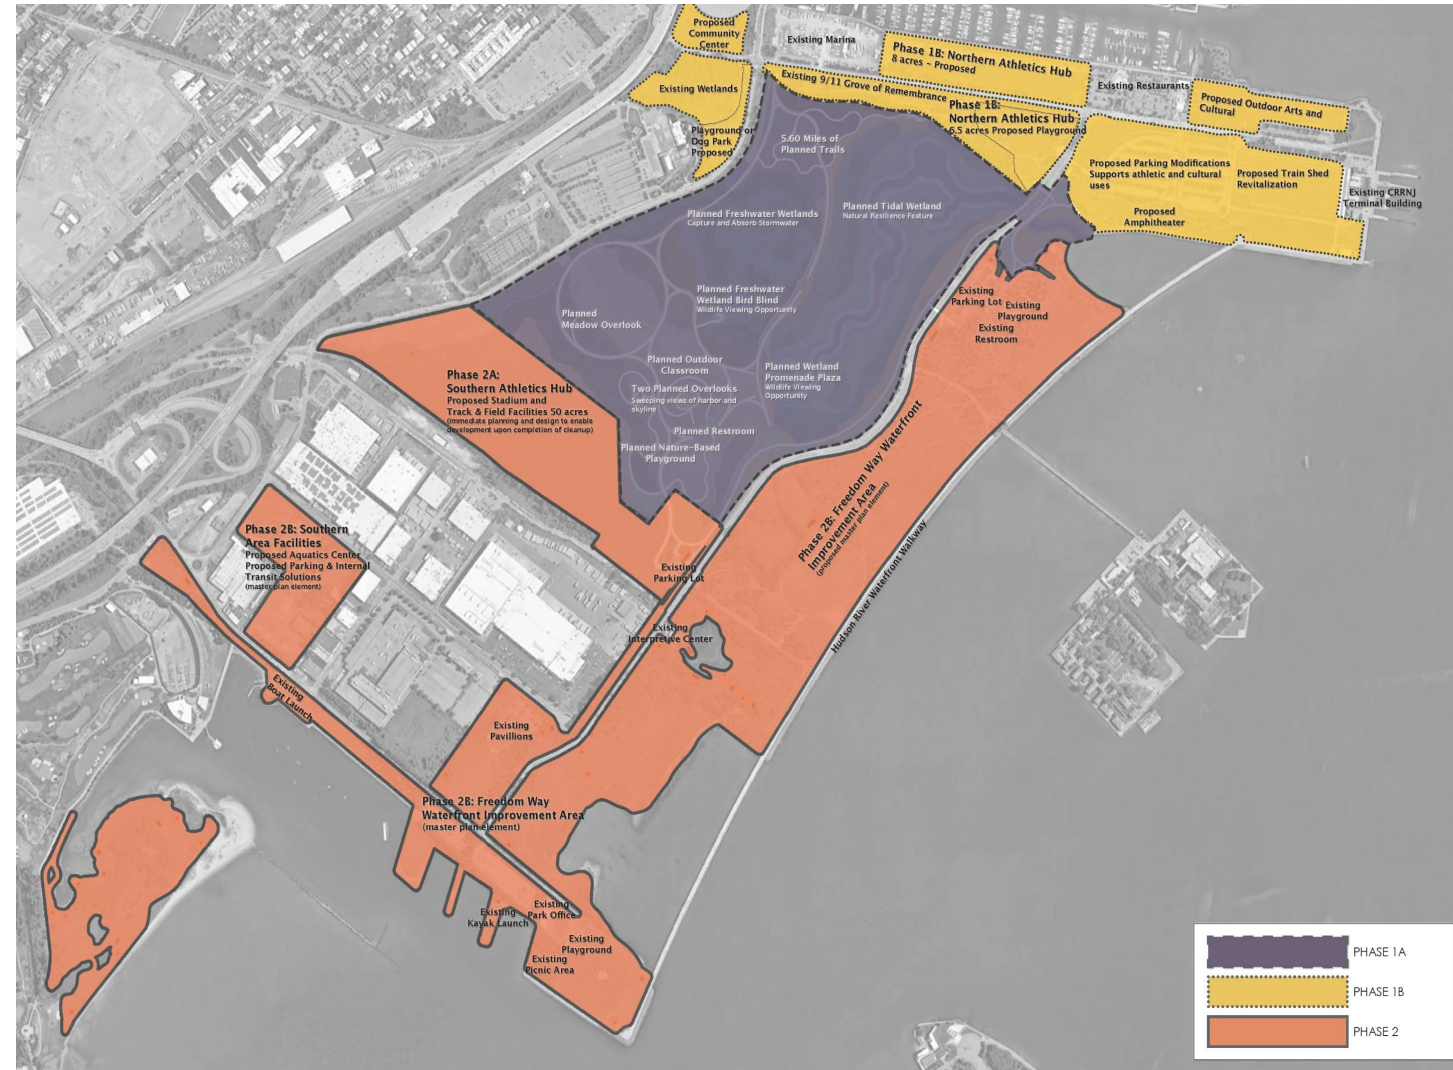 Proposed
Community
Center
Existing Marina
Phase 1B: Northern Athletics Hub
8 acres - Proposed
Existing Wetlands
Existing 9/11 Grove of Remembrance
Existing Restaurants
Proposed Outdoor Arts and
Cultural
Phase 1B:
Northern Athletics Hub
6.5 acres Proposed Playground
Playground or
Dog Park
Proposed
5.60 Miles of
Planned Trails
Proposed Parking Modifications
Supports athletic and cultural
uses
Proposed Train Shed
Revitalization
Existing CRRNJ
Terminal Building
Proposed
Amphitheater
Planned Freshwater Wetlands
Capture and Absorb Stormwater
Planned Tidal Wetland
Natural Resilience Feature
Planned Freshwater
Wetland Bird Blind
Wildlife Viewing Opportunity
Planned
Meadow Overlook
Existing
Parking Lot
Existing
Playground
Existing
Restroom
Planned Outdoor
Classroom
Planned Wetland
Promenade Plaza
Wildlife Viewing
Opportunity
Two Planned Overlooks
Sweeping views of harbor and
skyline
Phase 2A:
Southern Athletics Hub
Proposed Stadium and
Track & Field Facilities 50 acres
(immediate planning and design to enable
development upon completion of cleanup)
Planned Restroom
Planned Nature-Based
Playground
Phase 2B: Freedom Way Waterfront
Improvement Area
(proposed master plan element)
Hudson River Waterfront Walkway
Phase 2B: Southern
Area Facilities
Proposed Aquatics Center
Proposed Parking & Internal
Transit Solutions
(master plan element)
Existing
Parking Lot
Existing
Interpretive Center
Existing
Boat Launch
Existing
Pavillions
Phase 2B: Freedom Way
Waterfront Improvement Area
(master plan element)
Existing
Park Office
Existing
Kayak Launch
Existing
Playground
Existing
Picnic Area
PHASE 1A
PHASE 1B
PHASE 2